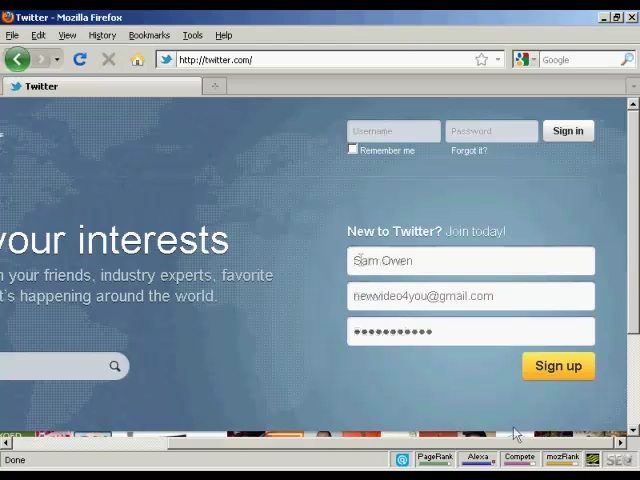 Twitter - Mozilla Firefox
File Edit View History Bookmarks Tools Help
http://twitter.com/
Google
Twitter
Username
Password
Sign in
Remember me
Forgot it?
your interests
New to Twitter? Join today!
Sam Owen
your friends, industry experts, favorite
t's happening around the world.
newvideo4you@gmail.com
•••••••••••
Sign up
Done
PageRank
Alexa
Compete
mozRank
SEO